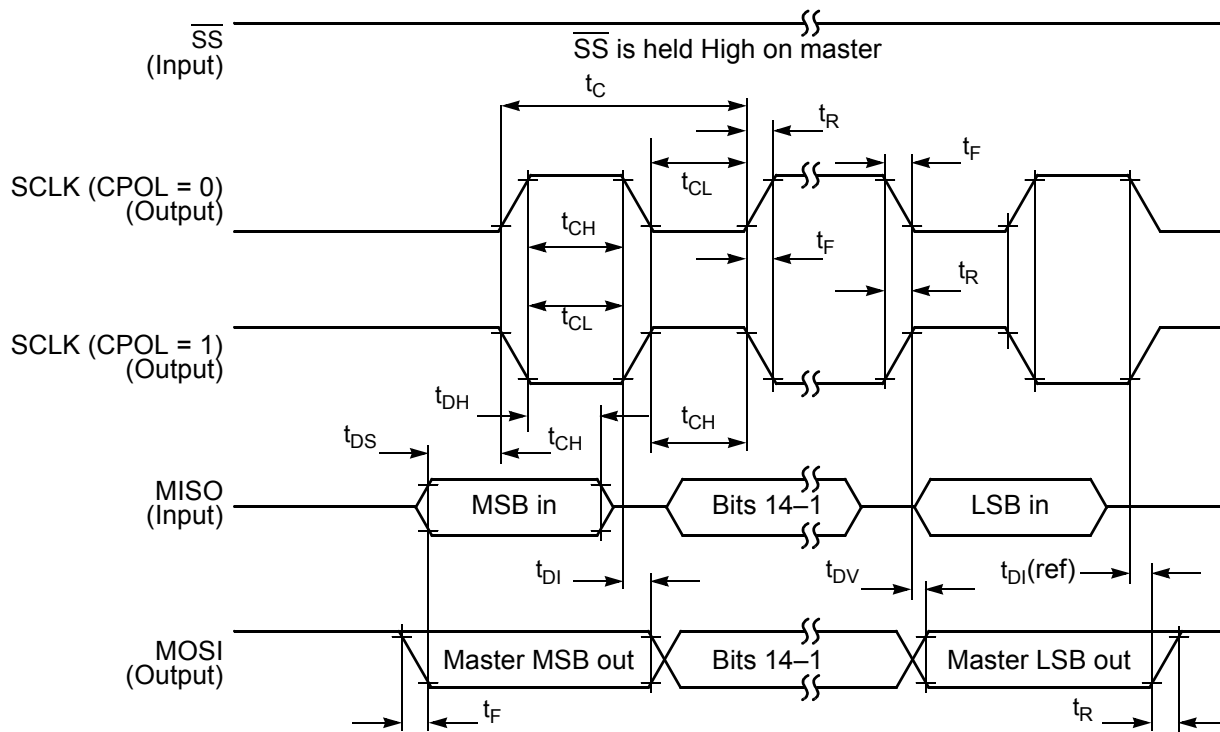 SS
(Input)
SS is held High on master
tC
tR
tF
SCLK (CPOL = 0)
(Output)
tCL
tCH
tF
tR
tCL
SCLK (CPOL = 1)
(Output)
tDH
tCH
tCH
tDS
MISO
(Input)
MSB in
Bits 14–1
LSB in
tDI
tDV
tDI(ref)
MOSI
(Output)
Master MSB out
Bits 14–1
Master LSB out
tF
tR